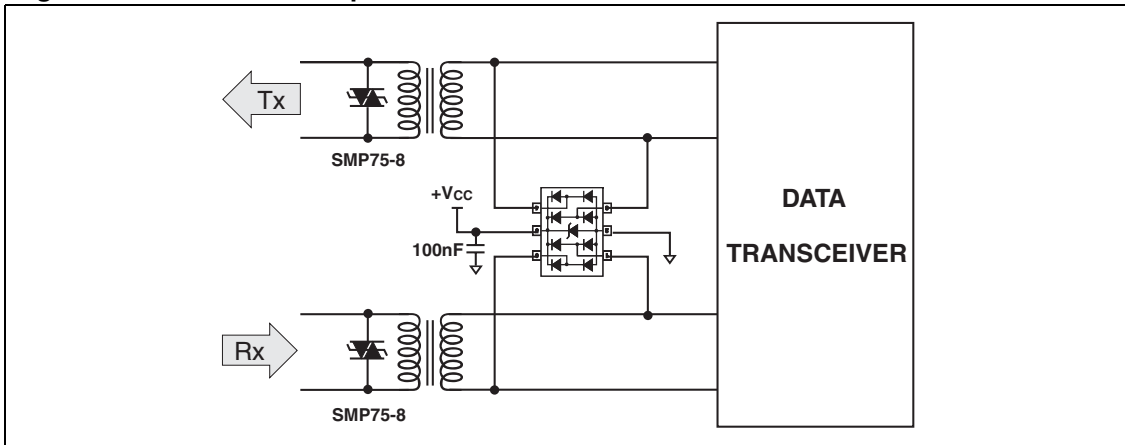 Tx
SMP75-8
+Vcc
100nF
DATA
TRANSCEIVER
Rx
SMP75-8